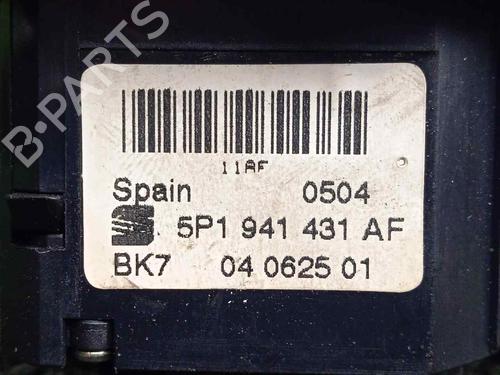 B-PARTS
11AF
Spain 0504
5P1 941 431 AF
BK7 04 0625 01